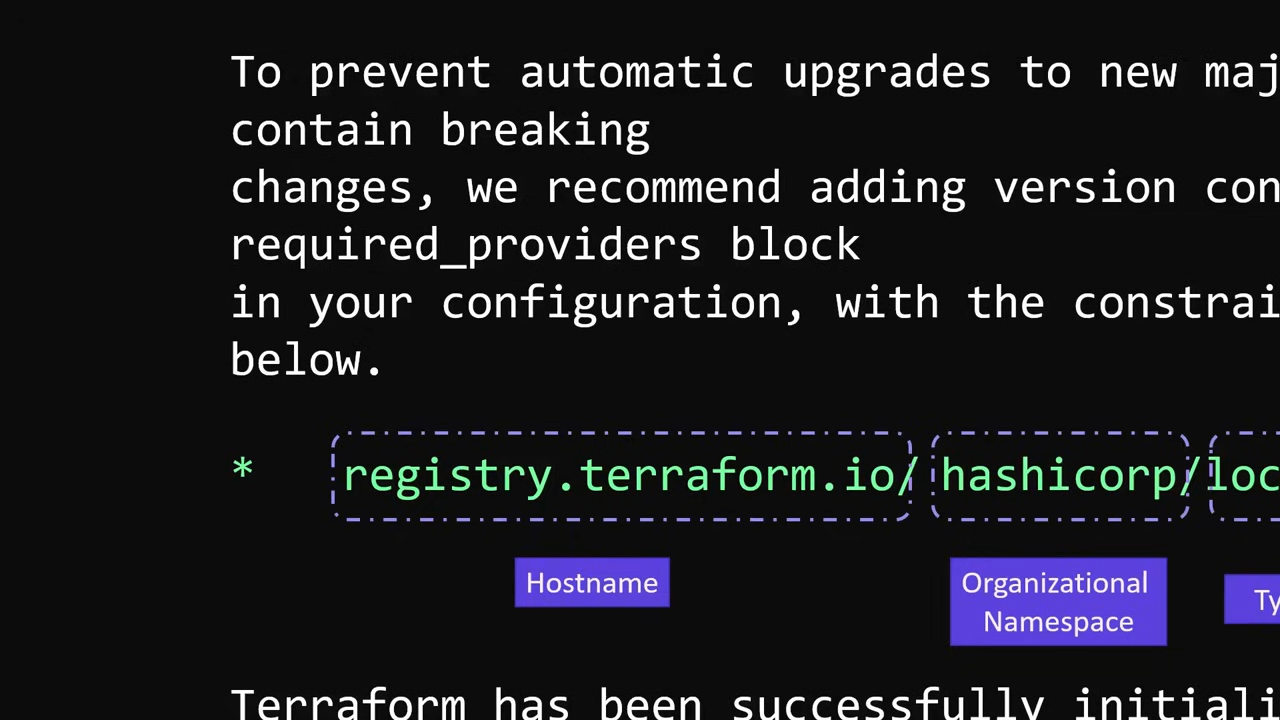 To prevent automatic upgrades to new maj
contain breaking
changes, we recommend adding version con
required_providers block
in your configuration, with the constrai
below.
* registry.terraform.io/ hashicorp/loc
Hostname
Organizational
Namespace
Ty
Terraform has been successfully initiali